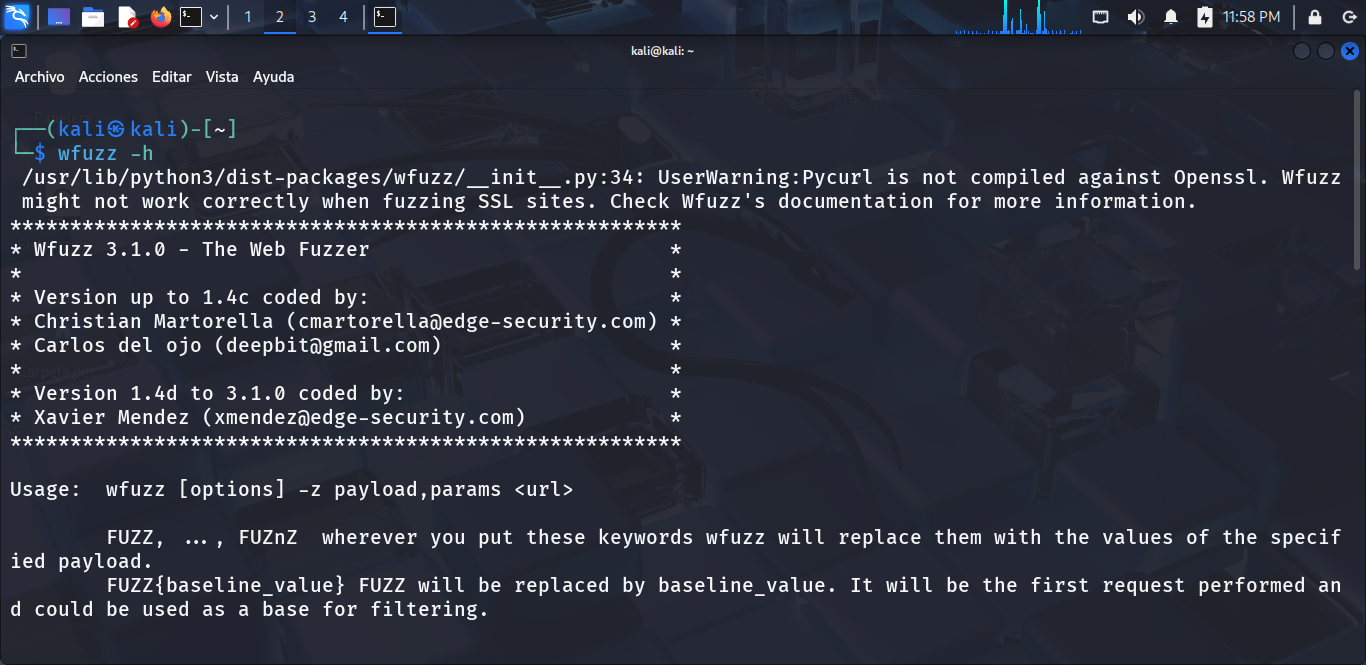 1 2 3 4 11:58 PM
kali@kali: ~
Archivo Acciones Editar Vista Ayuda
┌──(kali㉿kali)-[~]
└─$ wfuzz -h
/usr/lib/python3/dist-packages/wfuzz/__init__.py:34: UserWarning:Pycurl is not compiled against Openssl. Wfuzz
might not work correctly when fuzzing SSL sites. Check Wfuzz's documentation for more information.
********************************************************
* Wfuzz 3.1.0 - The Web Fuzzer                         *
*                                                      *
* Version up to 1.4c coded by:                         *
* Christian Martorella (cmartorella@edge-security.com) *
* Carlos del ojo (deepbit@gmail.com)                   *
*                                                      *
* Version 1.4d to 3.1.0 coded by:                      *
* Xavier Mendez (xmendez@edge-security.com)            *
********************************************************
Usage:  wfuzz [options] -z payload,params <url>
FUZZ, ..., FUZnZ  wherever you put these keywords wfuzz will replace them with the values of the specif
ied payload.
FUZZ{baseline_value} FUZZ will be replaced by baseline_value. It will be the first request performed an
d could be used as a base for filtering.